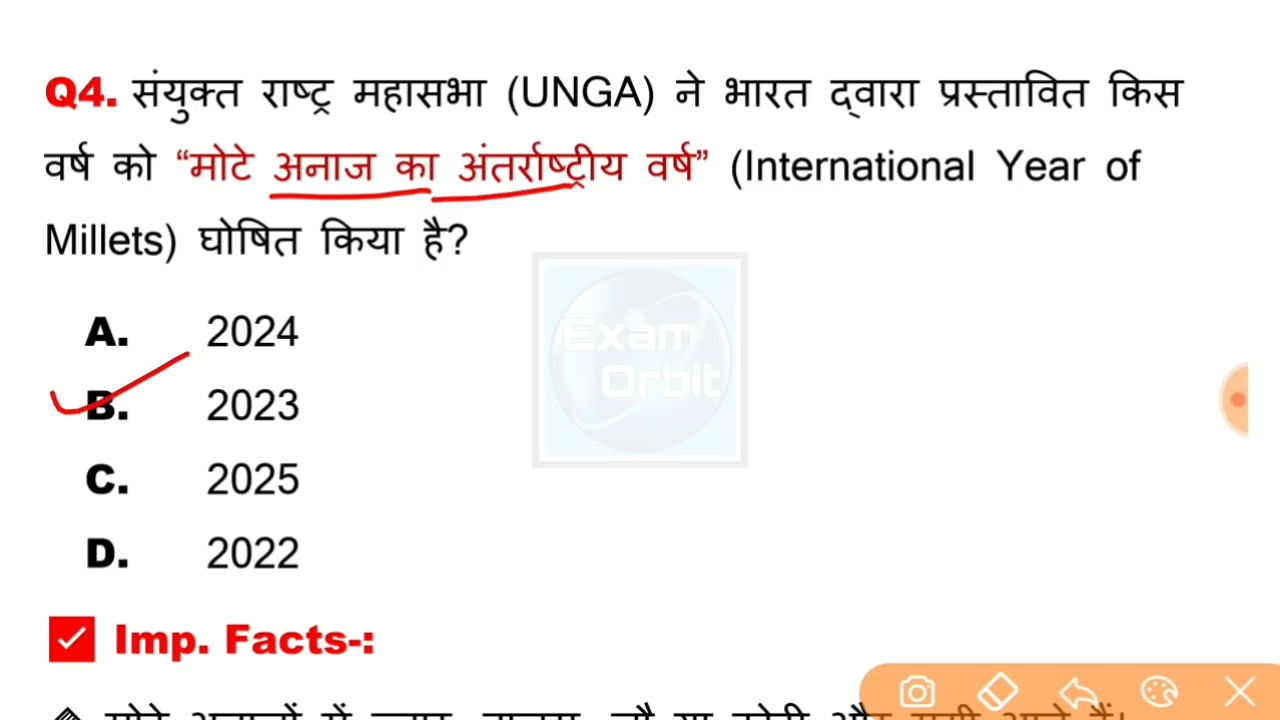 Q4. संयुक्त राष्ट्र महासभा (UNGA) ने भारत द्वारा प्रस्तावित किस
वर्ष को “मोटे अनाज का अंतर्राष्ट्रीय वर्ष” (International Year of
Millets) घोषित किया है?
A. 2024
B. 2023
C. 2025
D. 2022
Exam
Orbit
Imp. Facts-: